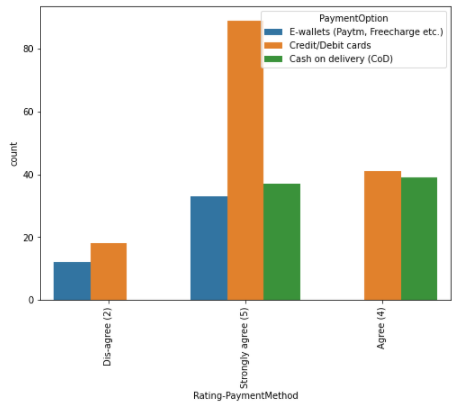 PaymentOption
E-wallets (Paytm, Freecharge etc.)
Credit/Debit cards
Cash on delivery (CoD)
80
60
40
20
0
count
Dis-agree (2)
Strongly agree (5)
Agree (4)
Rating-PaymentMethod